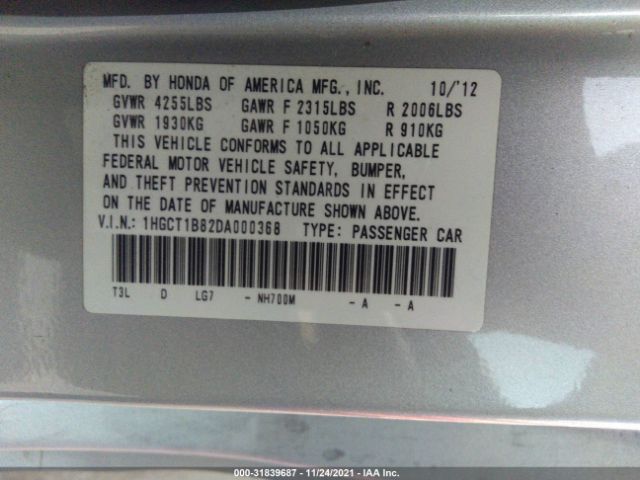 MFD. BY HONDA OF AMERICA MFG., INC. 10/'12
GVWR 4255LBS GAWR F 2315LBS R 2006LBS
GVWR 1930KG GAWR F 1050KG R 910KG
THIS VEHICLE CONFORMS TO ALL APPLICABLE
FEDERAL MOTOR VEHICLE SAFETY, BUMPER,
AND THEFT PREVENTION STANDARDS IN EFFECT
ON THE DATE OF MANUFACTURE SHOWN ABOVE.
V.I.N.: 1HGCT1B82DA000368 TYPE: PASSENGER CAR
T3L D LG7 - NH700M - A - A
000-31839687 - 11/24/2021 - IAA Inc.